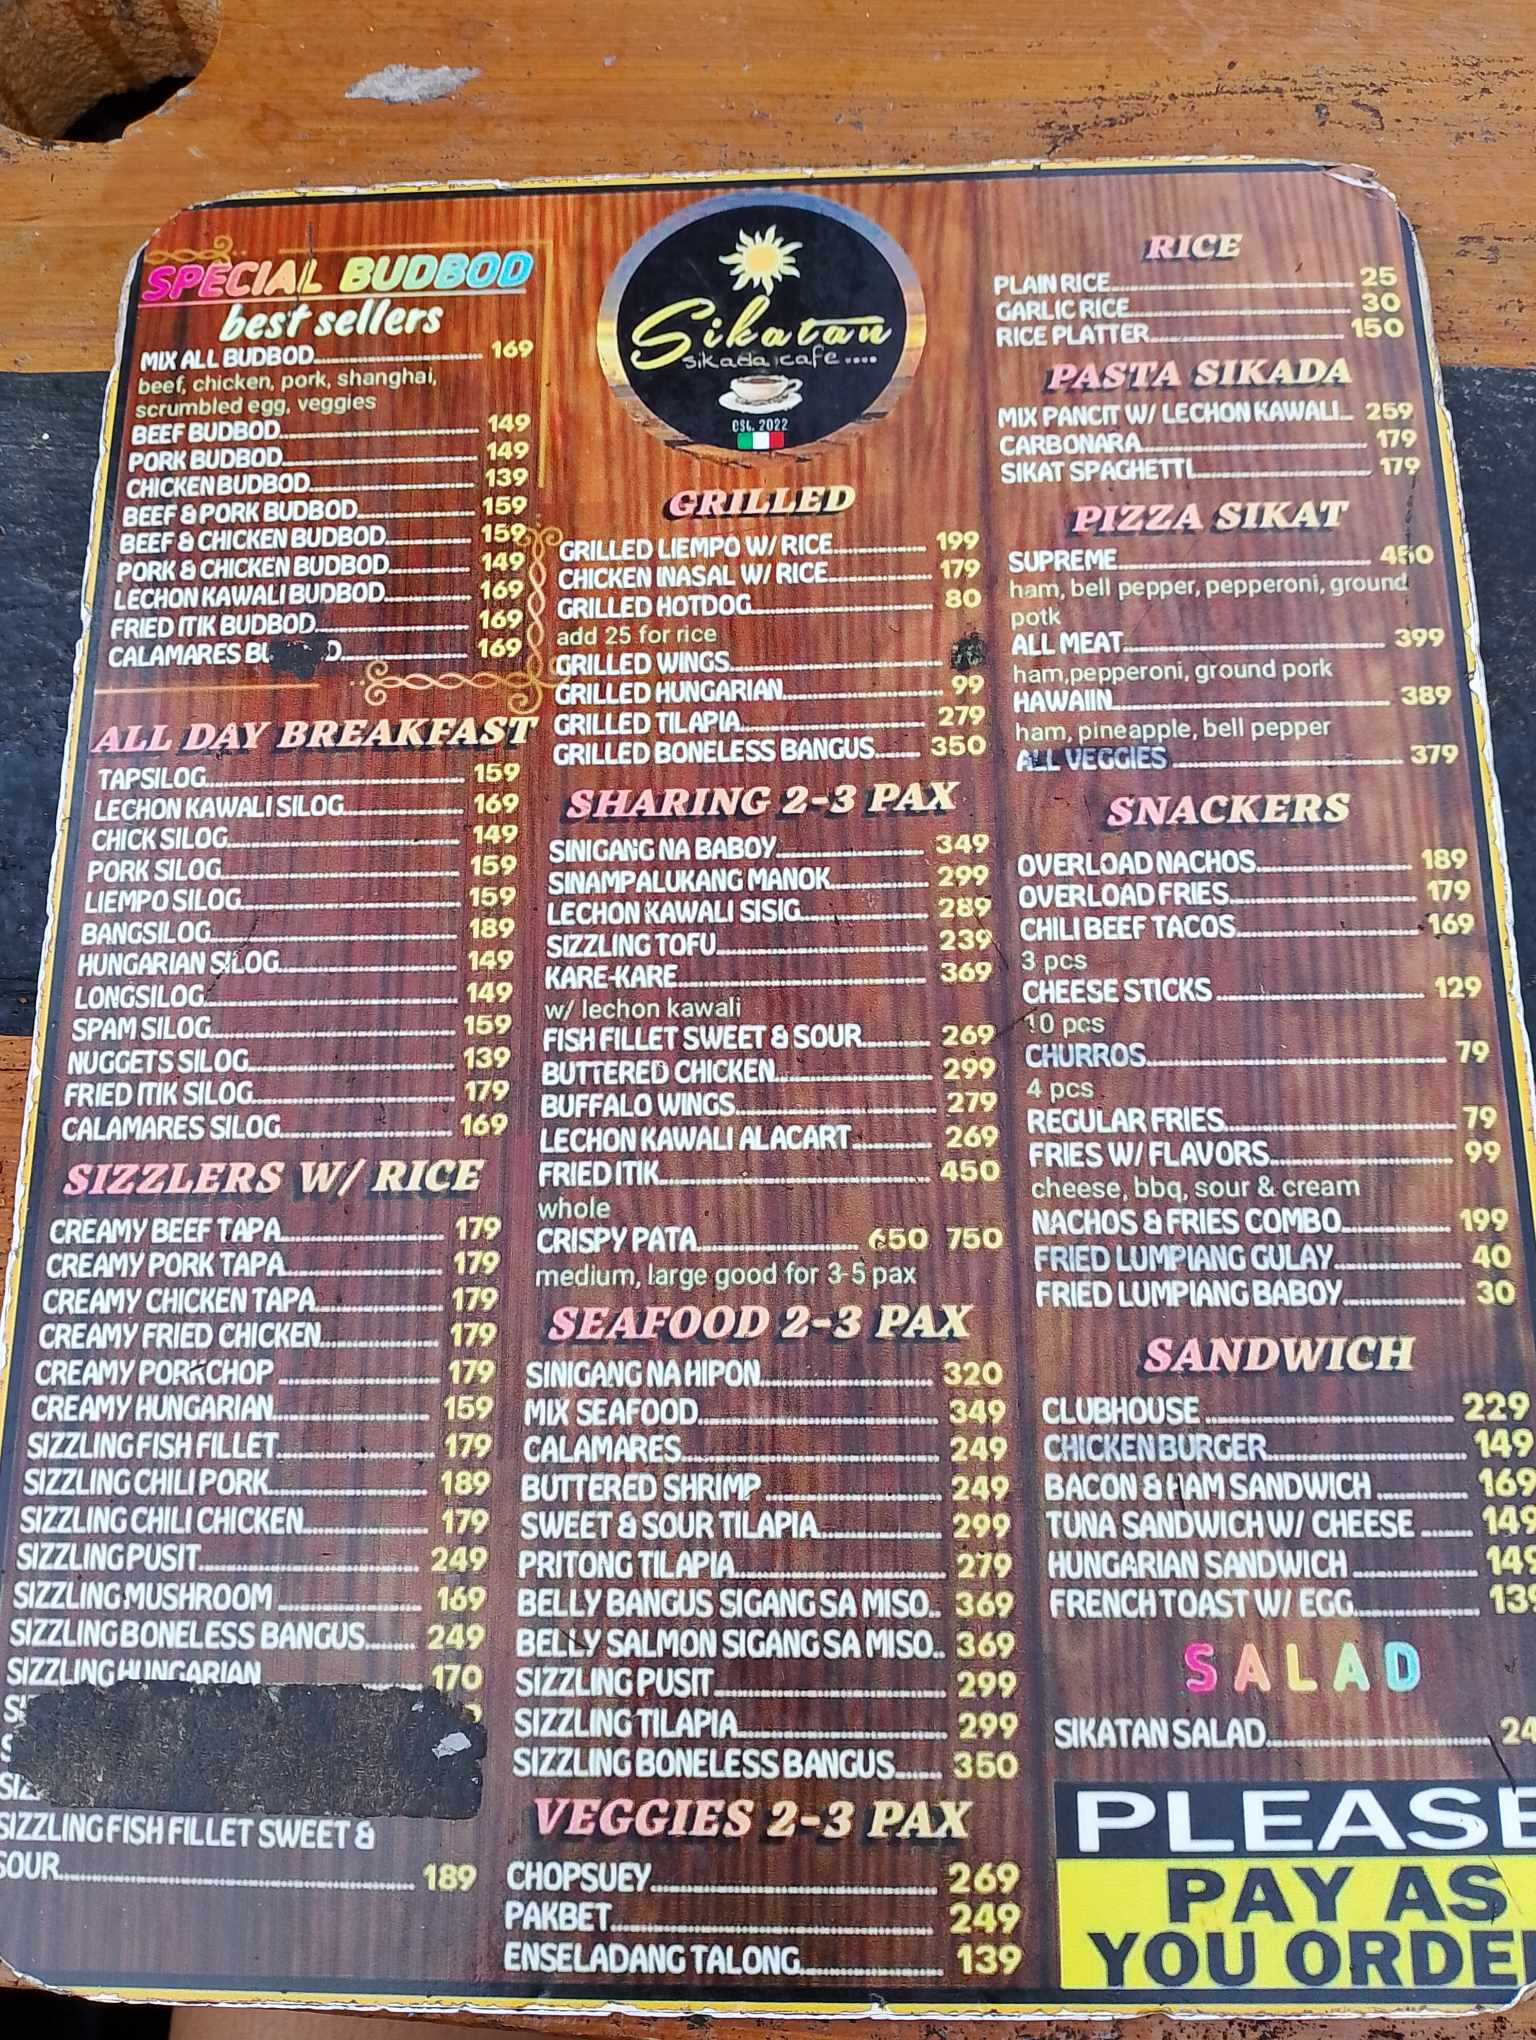 SPECIAL BUDBOD
best sellers
MIX ALL BUDBOD 169
beef, chicken, pork, shanghai,
scrumbled egg, veggies
BEEF BUDBOD 149
PORK BUDBOD 149
CHICKEN BUDBOD 139
BEEF & PORK BUDBOD 159
BEEF & CHICKEN BUDBOD 159
PORK & CHICKEN BUDBOD 149
LECHON KAWALI BUDBOD 169
FRIED ITIK BUDBOD 169
CALAMARES 169
ALL DAY BREAKFAST
TAPSILOG 159
LECHON KAWALI SILOG 169
CHICK SILOG 149
PORK SILOG 159
LIEMPO SILOG 159
BANGSILOG 189
HUNGARIAN SILOG 149
LONGSILOG 149
SPAM SILOG 159
NUGGETS SILOG 139
FRIED ITIK SILOG 179
CALAMARES SILOG 169
SIZZLERS W/ RICE
CREAMY BEEF TAPA 179
CREAMY PORK TAPA 179
CREAMY CHICKEN TAPA 179
CREAMY FRIED CHICKEN 179
CREAMY PORKCHOP 179
CREAMY HUNGARIAN 159
SIZZLING FISH FILLET 179
SIZZLING CHILI PORK 189
SIZZLING CHILI CHICKEN 179
SIZZLING PUSIT 249
SIZZLING MUSHROOM 169
SIZZLING BONELESS BANGUS 249
SIZZLING HUNGARIAN 170
SIZZLING FISH FILLET SWEET &
SOUR 189
Sikatan
sikada cafe....
est. 2022
GRILLED
GRILLED LIEMPO W/ RICE 199
CHICKEN INASAL W/ RICE 179
GRILLED HOTDOG 80
add 25 for rice
GRILLED WINGS
GRILLED HUNGARIAN 99
GRILLED TILAPIA 279
GRILLED BONELESS BANGUS 350
SHARING 2-3 PAX
SINIGANG NA BABOY 349
SINAMPALUKANG MANOK 299
LECHON KAWALI SISIG 289
SIZZLING TOFU 239
KARE-KARE 369
w/ lechon kawali
FISH FILLET SWEET & SOUR 269
BUTTERED CHICKEN 299
BUFFALO WINGS 279
LECHON KAWALI ALACART 269
FRIED ITIK 450
whole
CRISPY PATA 650 750
medium, large good for 3-5 pax
SEAFOOD 2-3 PAX
SINIGANG NA HIPON 320
MIX SEAFOOD 349
CALAMARES 249
BUTTERED SHRIMP 249
SWEET & SOUR TILAPIA 299
PRITONG TILAPIA 279
BELLY BANGUS SIGANG SA MISO 369
BELLY SALMON SIGANG SA MISO 369
SIZZLING PUSIT 299
SIZZLING TILAPIA 299
SIZZLING BONELESS BANGUS 350
VEGGIES 2-3 PAX
CHOPSUEY 269
PAKBET 249
ENSELADANG TALONG 139
RICE
PLAIN RICE 25
GARLIC RICE 30
RICE PLATTER 150
PASTA SIKADA
MIX PANCIT W/ LECHON KAWALI 259
CARBONARA 179
SIKAT SPAGHETTI 179
PIZZA SIKAT
SUPREME 450
ham, bell pepper, pepperoni, ground
potk
ALL MEAT 399
ham,pepperoni, ground pork
HAWAIIN 389
ham, pineapple, bell pepper
ALL VEGGIES 379
SNACKERS
OVERLOAD NACHOS 189
OVERLOAD FRIES 179
CHILI BEEF TACOS 169
3 pcs
CHEESE STICKS 129
10 pcs
CHURROS 79
4 pcs
REGULAR FRIES 79
FRIES W/ FLAVORS 99
cheese, bbq, sour & cream
NACHOS & FRIES COMBO 199
FRIED LUMPIANG GULAY 40
FRIED LUMPIANG BABOY 30
SANDWICH
CLUBHOUSE 229
CHICKEN BURGER 149
BACON & HAM SANDWICH 169
TUNA SANDWICH W/ CHEESE 149
HUNGARIAN SANDWICH 149
FRENCH TOAST W/ EGG 139
SALAD
SIKATAN SALAD
PLEASE
PAY AS
YOU ORDER